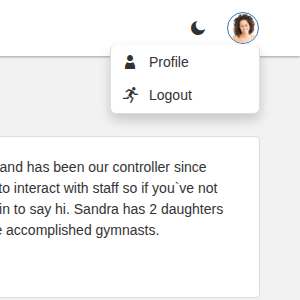 Profile
Logout
and has been our controller since
to interact with staff so if you`ve not
in to say hi. Sandra has 2 daughters
accomplished gymnasts.